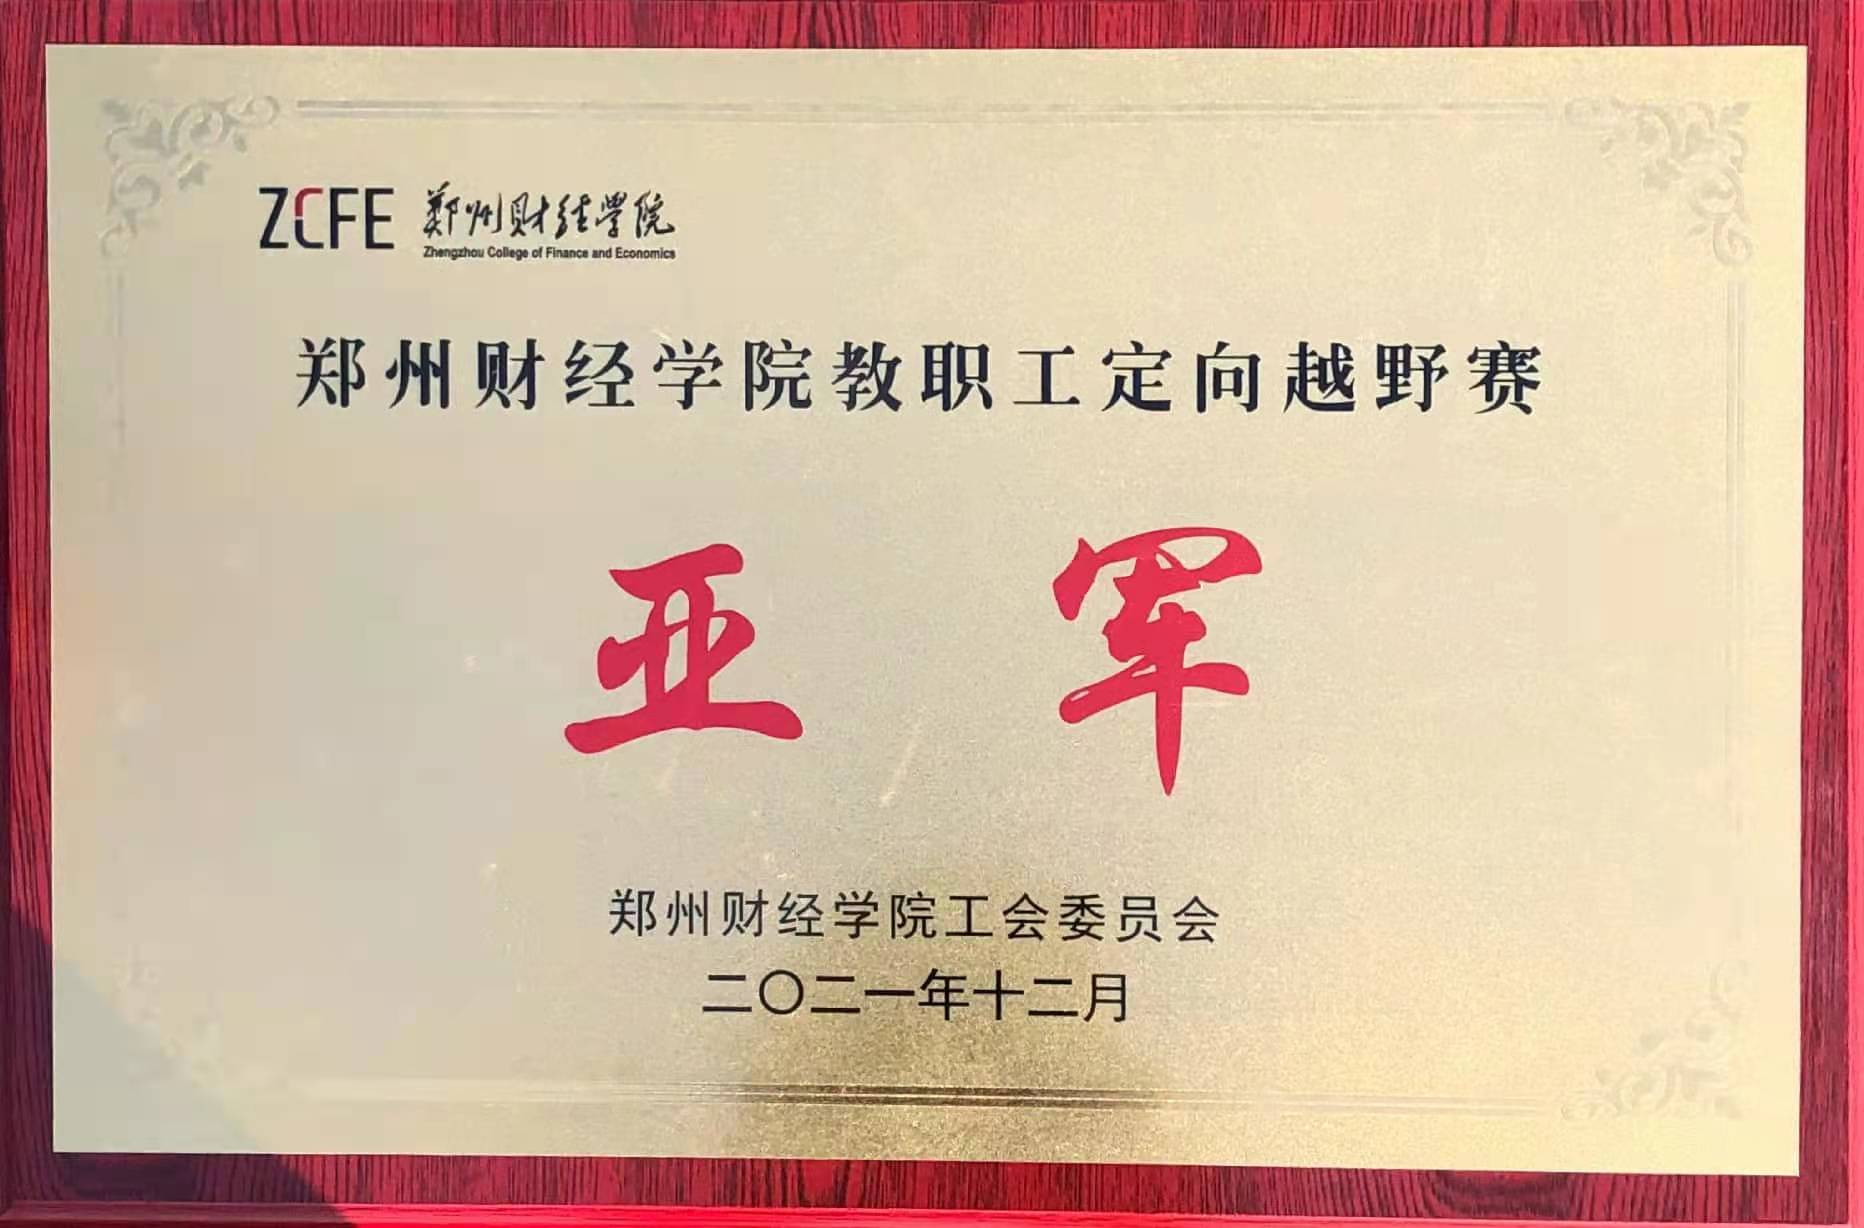 ZCFE 郑州财经学院
Zhengzhou College of Finance and Economics
郑州财经学院教职工定向越野赛
亚军
郑州财经学院工会委员会
二〇二一年十二月